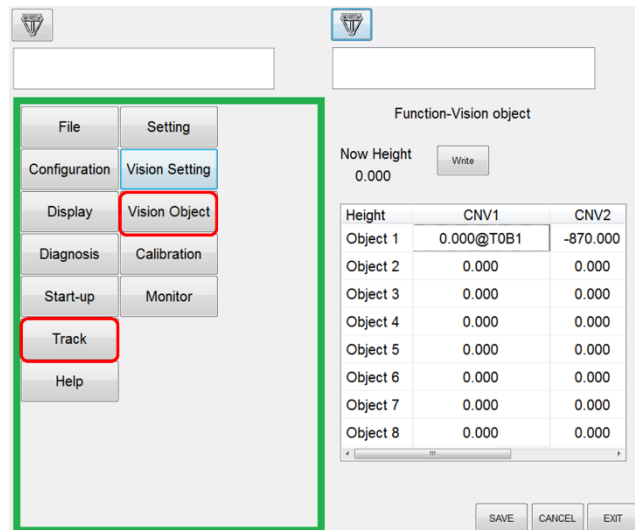 File Setting
Configuration Vision Setting
Display Vision Object
Diagnosis Calibration
Start-up Monitor
Track
Help
Function-Vision object
Now Height Write
0.000
Height CNV1 CNV2
Object 1 0.000@T0B1 -870.000
Object 2 0.000 0.000
Object 3 0.000 0.000
Object 4 0.000 0.000
Object 5 0.000 0.000
Object 6 0.000 0.000
Object 7 0.000 0.000
Object 8 0.000 0.000
SAVE CANCEL EXIT